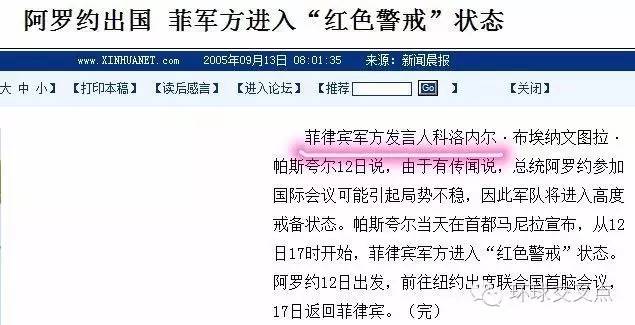 阿罗约出国 菲军方进入“红色警戒”状态
www.XINHUANET.com 2005年09月13日 08:01:35 来源：新闻晨报
大 中 小】 【打印本稿】 【读后感言】 【进入论坛】 【推荐 Go 】 【关闭】
菲律宾军方发言人科洛内尔·布埃纳文图拉·
帕斯夸尔12日说，由于有传闻说，总统阿罗约参加
国际会议可能引起局势不稳，因此军队将进入高度
戒备状态。帕斯夸尔当天在首都马尼拉宣布，从12
日17时开始，菲律宾军方进入“红色警戒”状态。
阿罗约12日出发，前往纽约出席联合国首脑会议，
17日返回菲律宾。（完）
环球交叉点